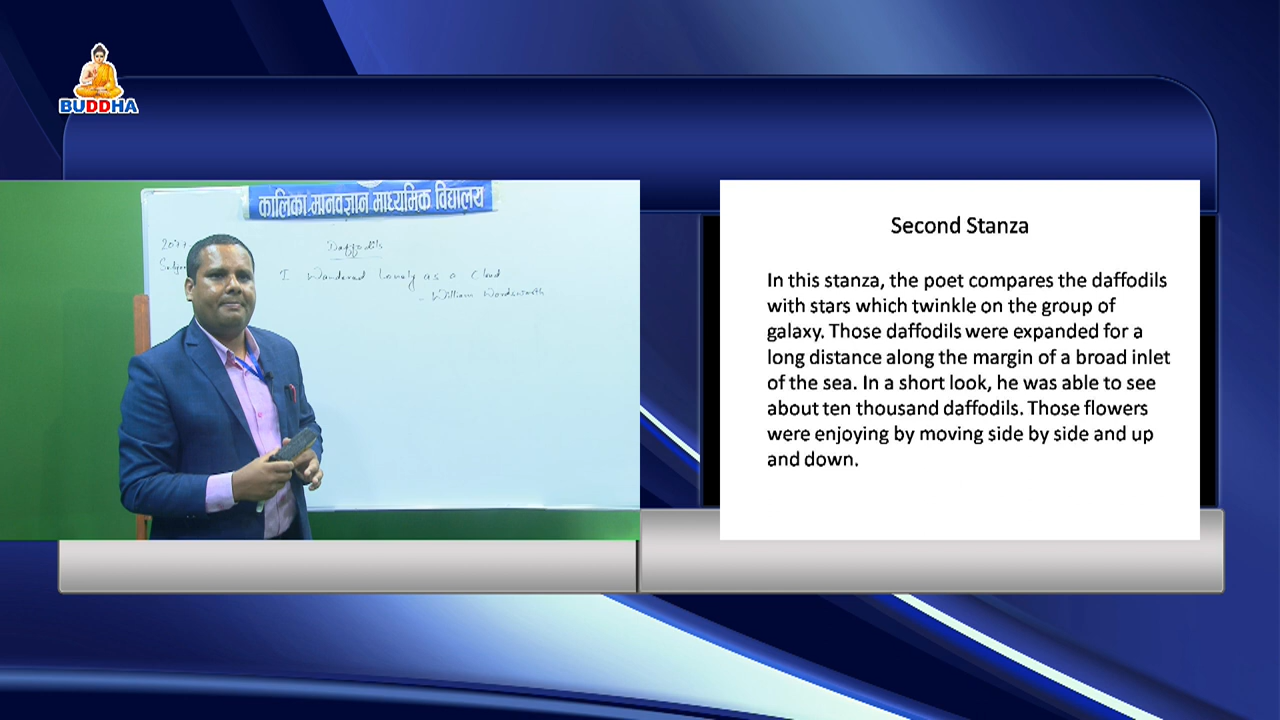 BUDDHA
कालिका मानवज्ञान माध्यमिक विद्यालय
2077
Daffodils
I Wandered Lonely as a Cloud
- William Wordsworth
Second Stanza
In this stanza, the poet compares the daffodils
with stars which twinkle on the group of
galaxy. Those daffodils were expanded for a
long distance along the margin of a broad inlet
of the sea. In a short look, he was able to see
about ten thousand daffodils. Those flowers
were enjoying by moving side by side and up
and down.